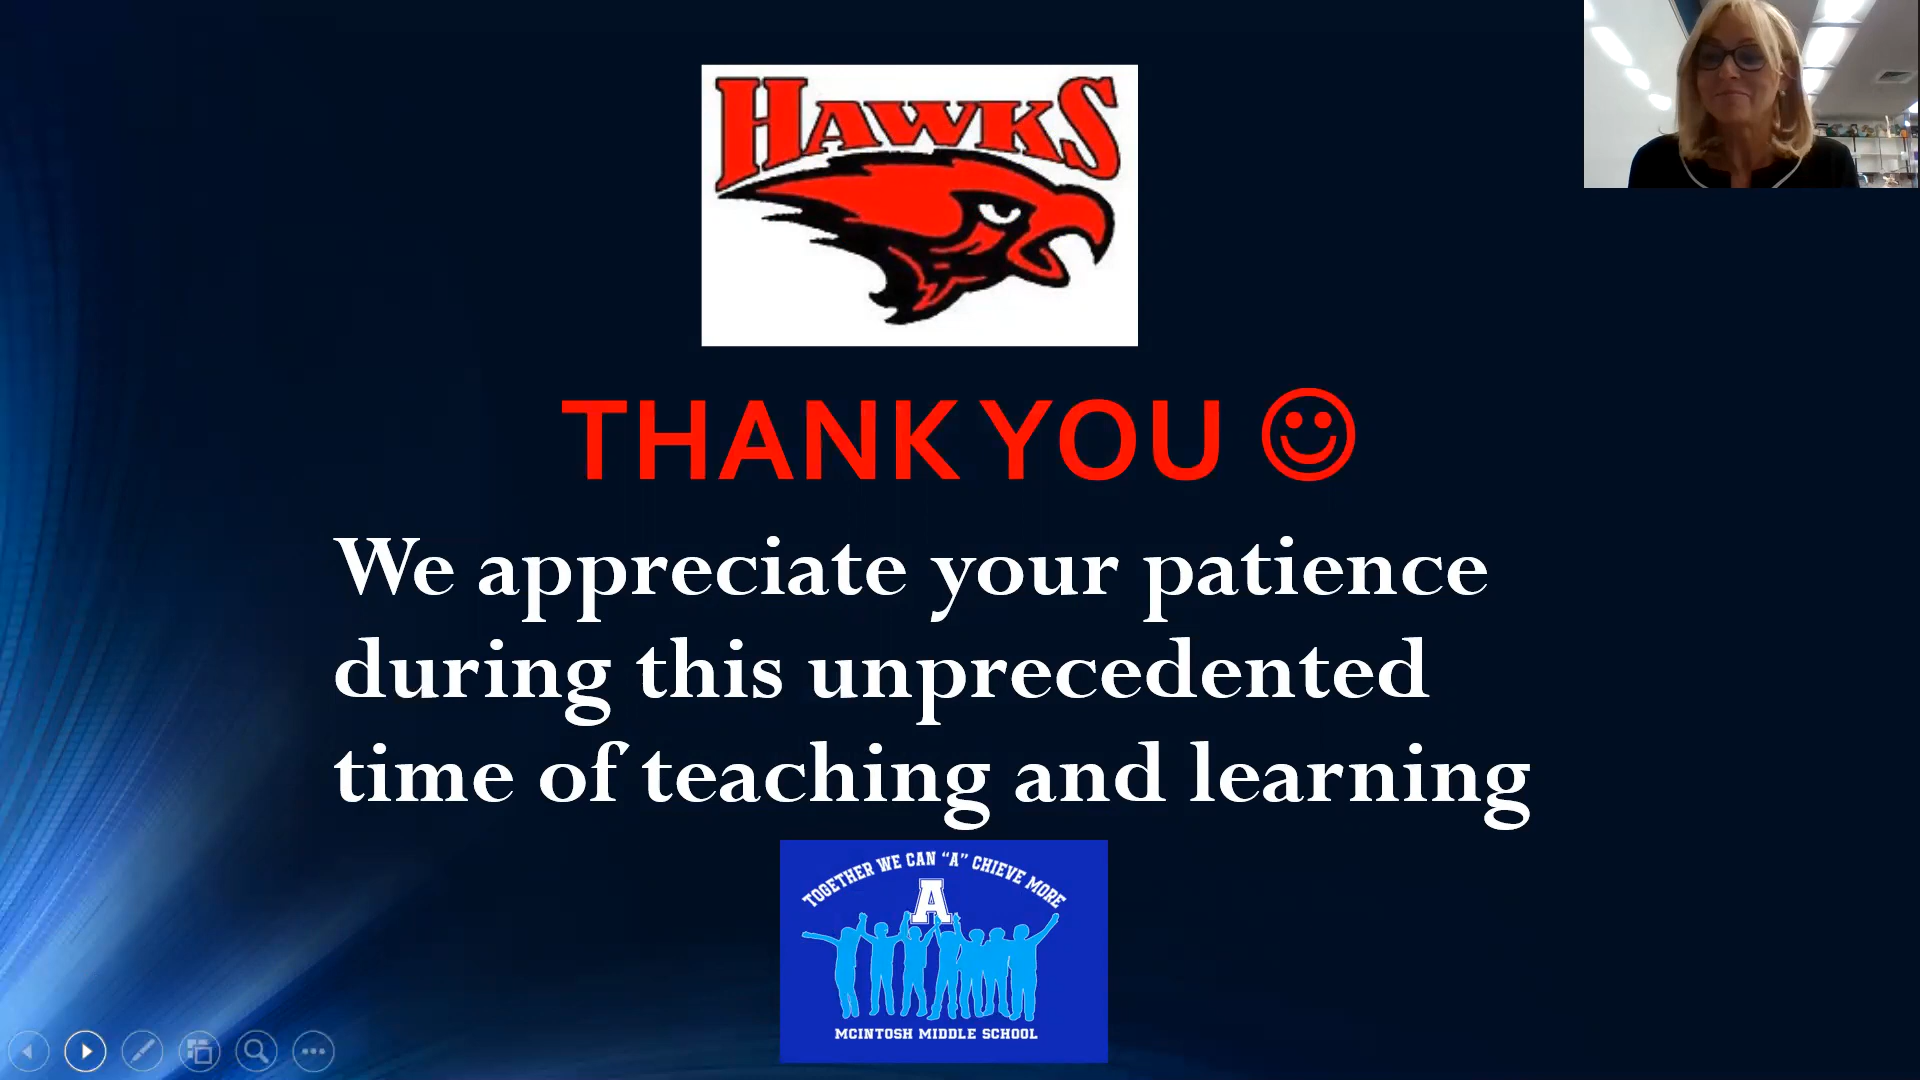 HAWKS
THANK YOU ☺
We appreciate your patience
during this unprecedented
time of teaching and learning
TOGETHER WE CAN “A” CHIEVE MORE
A
MCINTOSH MIDDLE SCHOOL